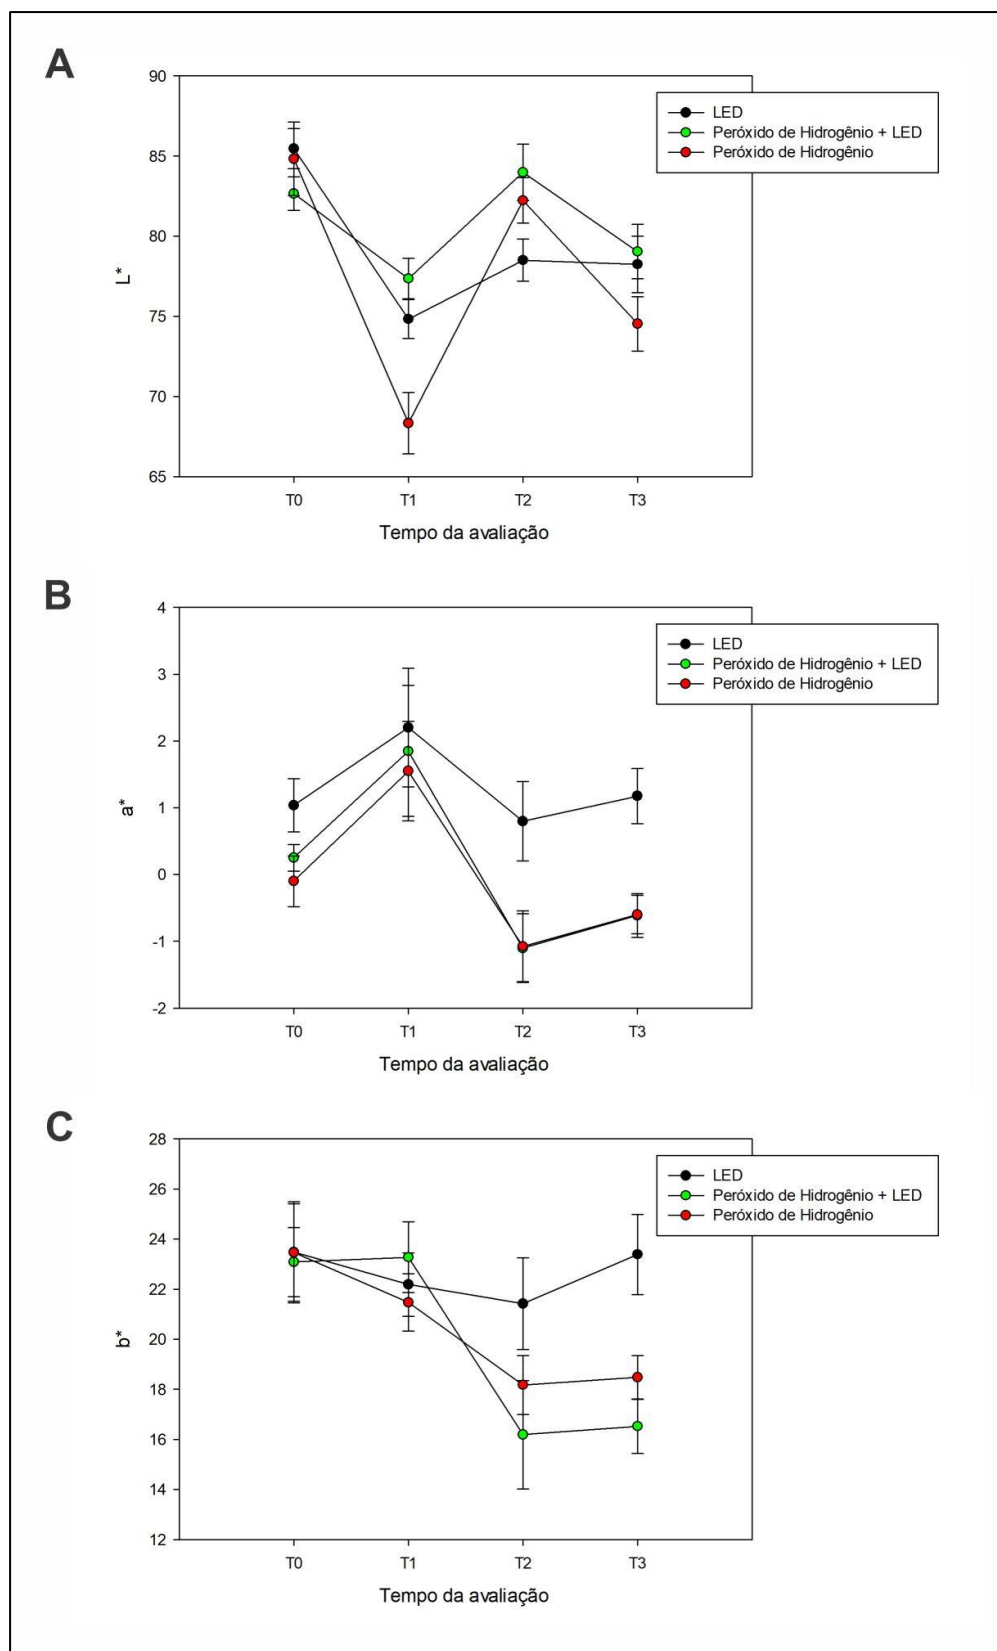 A
90
85
80
75
70
65
L*
LED
Peróxido de Hidrogênio + LED
Peróxido de Hidrogênio
T0 T1 T2 T3
Tempo da avaliação
B
4
3
2
1
0
-1
-2
a*
LED
Peróxido de Hidrogênio + LED
Peróxido de Hidrogênio
T0 T1 T2 T3
Tempo da avaliação
C
28
26
24
22
20
18
16
14
12
b*
LED
Peróxido de Hidrogênio + LED
Peróxido de Hidrogênio
T0 T1 T2 T3
Tempo da avaliação